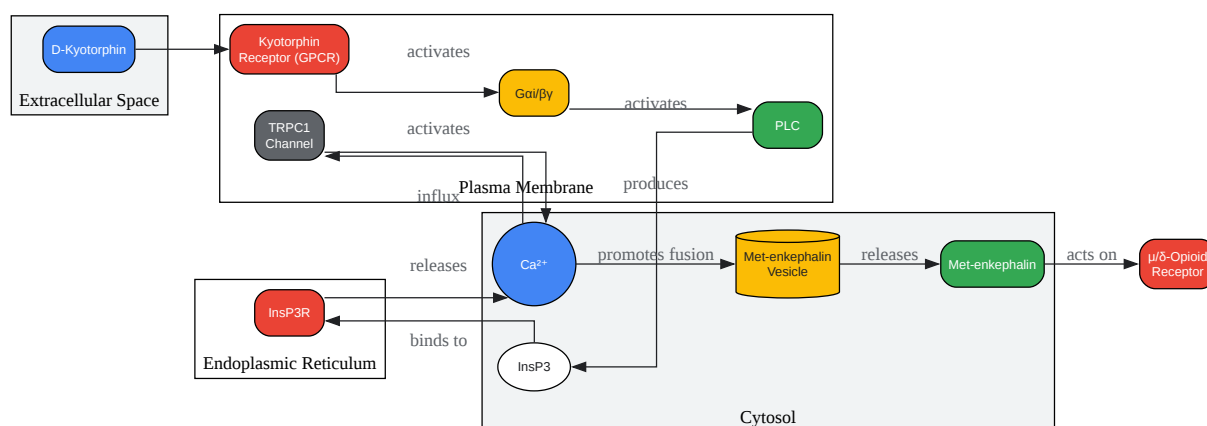 D-Kyotorphin
Extracellular Space
Kyotorphin
Receptor (GPCR)
activates
Gαi/βγ
activates
PLC
TRPC1
Channel
activates
influx
Plasma Membrane
produces
Ca²⁺
promotes fusion
Met-enkephalin
Vesicle
releases
Met-enkephalin
acts on
μ/δ-Opioid
Receptor
releases
InsP3R
binds to
Endoplasmic Reticulum
InsP3
Cytosol